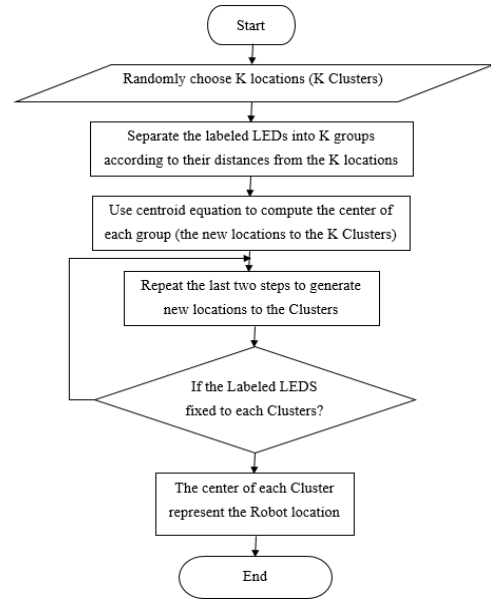 Start
Randomly choose K locations (K Clusters)
Separate the labeled LEDs into K groups
according to their distances from the K locations
Use centroid equation to compute the center of
each group (the new locations to the K Clusters)
Repeat the last two steps to generate
new locations to the Clusters
If the Labeled LEDS
fixed to each Clusters?
The center of each Cluster
represent the Robot location
End